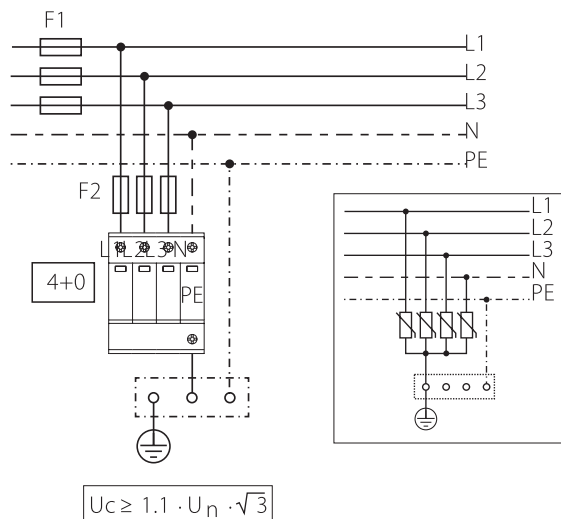 F1
L1
L2
L3
N
PE
F2
L1 L2 L3 N
4+0
PE
L1
L2
L3
N
PE
Uc ≥ 1.1 · Un · √3